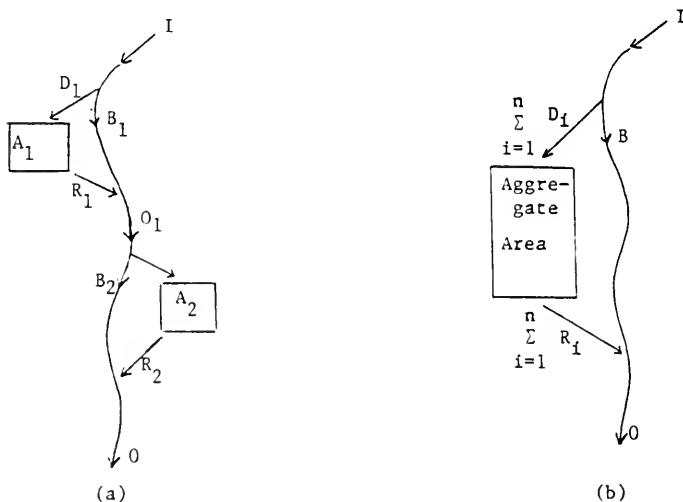 I
D1
B1
A1
R1
O1
B2
A2
R2
O
(a)
I
n
Σ Di
i=1
B
Aggre-
gate
Area
n
Σ Ri
i=1
O
(b)